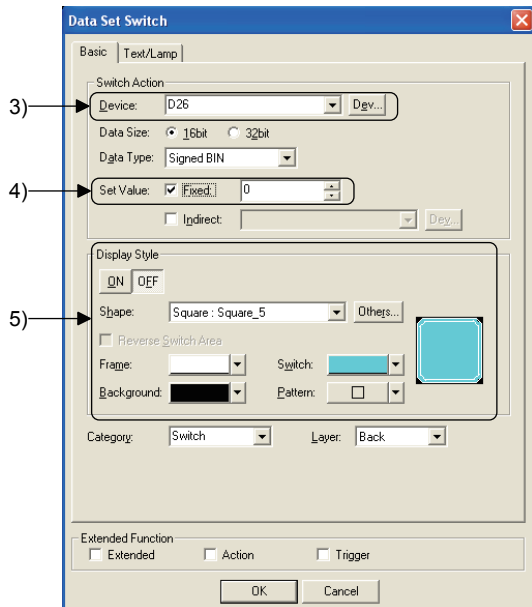 Data Set Switch
Basic Text/Lamp
Switch Action
3) Device: D26 Dev...
Data Size: 16bit 32bit
Data Type: Signed BIN
4) Set Value: Fixed: 0
Indirect: Dev...
Display Style
ON OFF
5) Shape: Square : Square_5 Others...
Reverse Switch Area
Frame: Switch:
Background: Pattern:
Category: Switch Layer: Back
Extended Function
Extended Action Trigger
OK Cancel